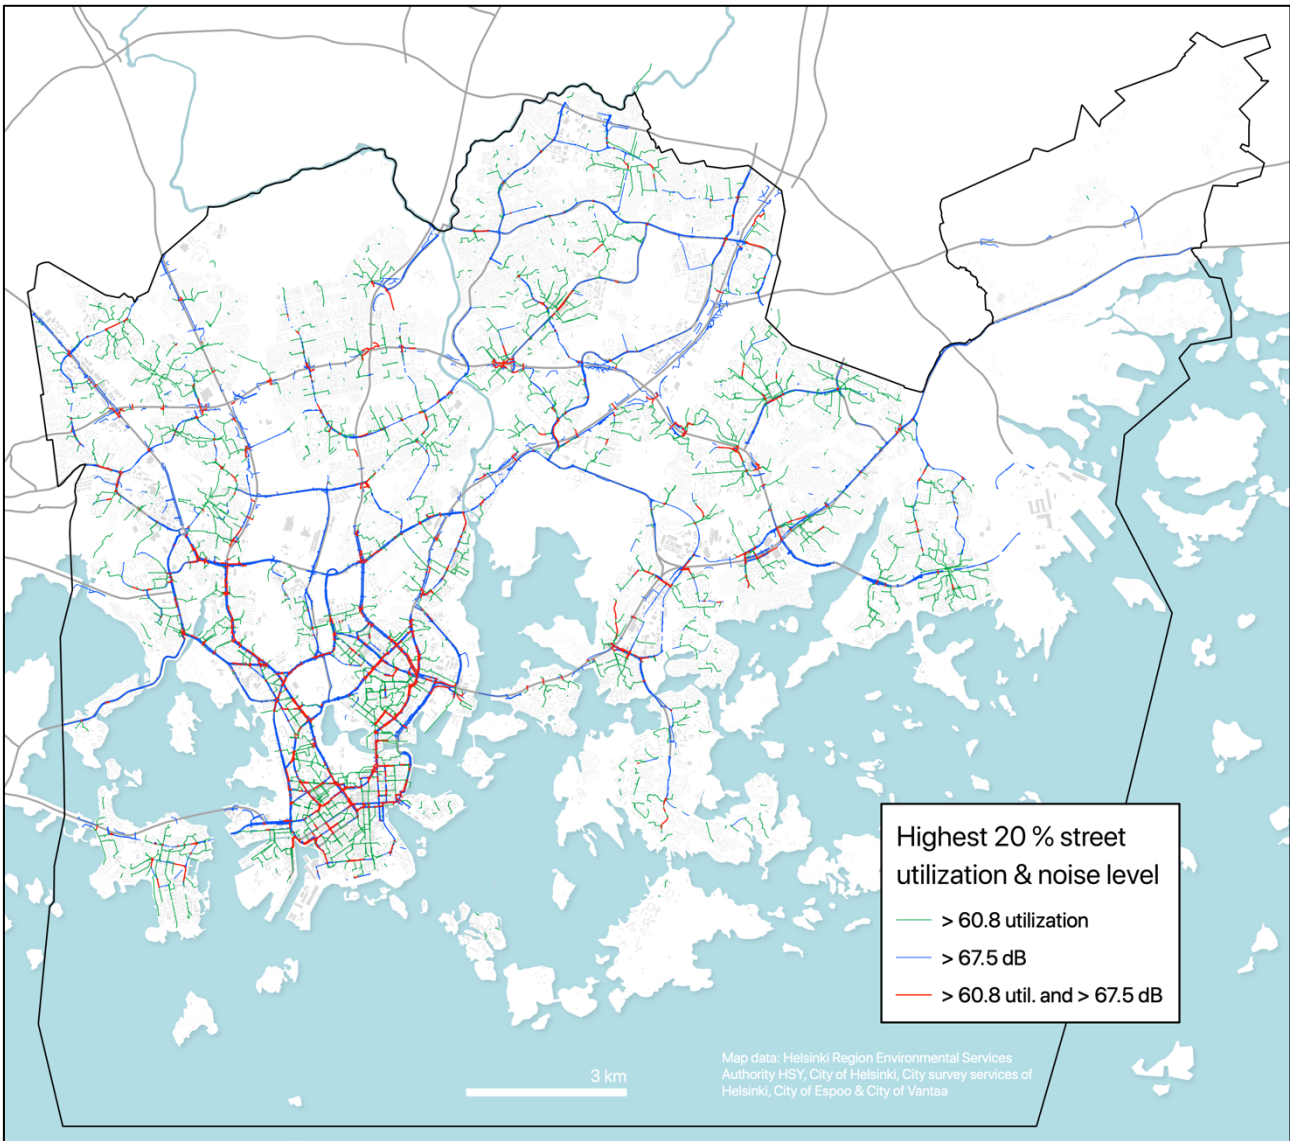 Highest 20 % street
utilization & noise level
> 60.8 utilization
> 67.5 dB
> 60.8 util. and > 67.5 dB
3 km
Map data: Helsinki Region Environmental Services
Authority HSY, City of Helsinki, City survey services of
Helsinki, City of Espoo & City of Vantaa